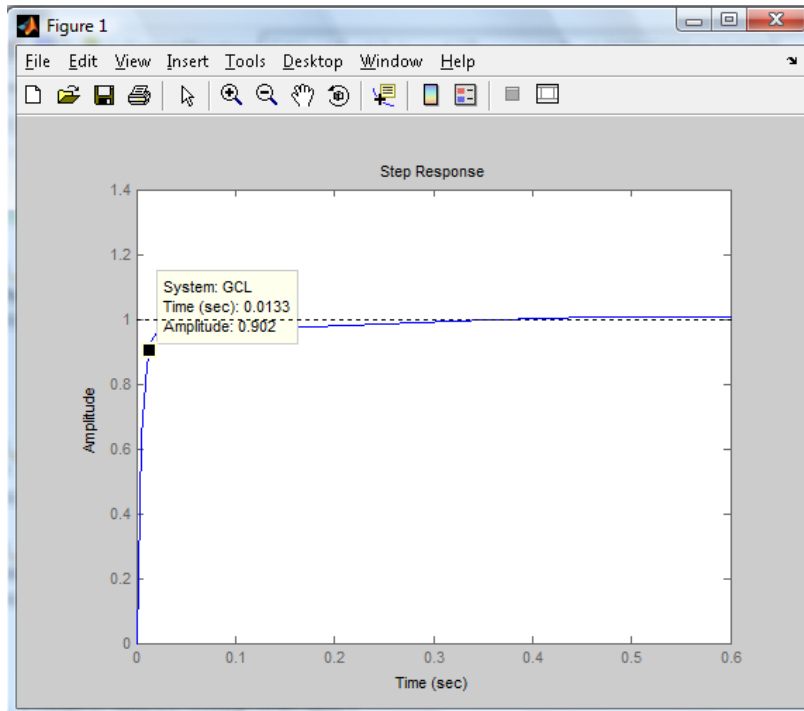 Figure 1
File Edit View Insert Tools Desktop Window Help
Step Response
1.4
1.2
System: GCL
Time (sec): 0.0133
Amplitude: 0.902
1
0.8
0.6
0.4
0.2
0
Amplitude
0 0.1 0.2 0.3 0.4 0.5 0.6
Time (sec)